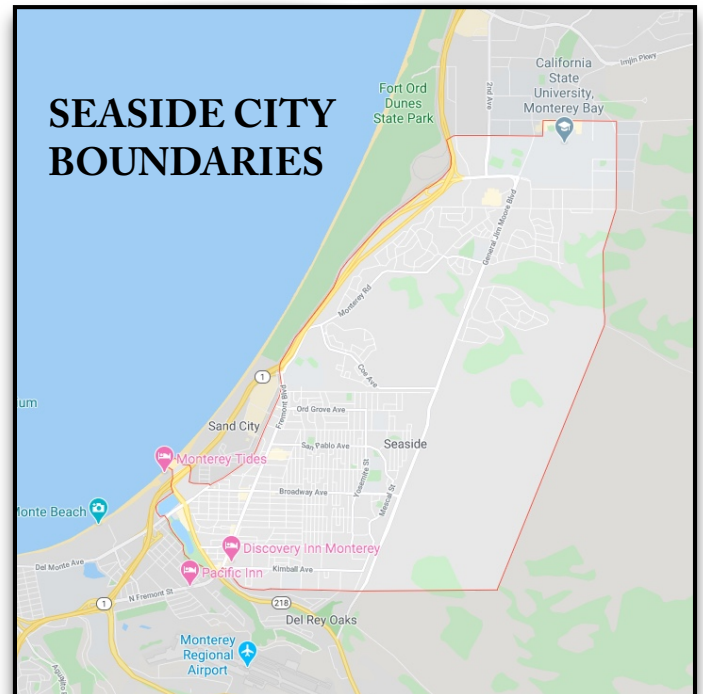 SEASIDE CITY
BOUNDARIES
California
State
University,
Monterey Bay
Imjin Pkwy
2nd Ave
Fort Ord
Dunes
State Park
General Jim Moore Blvd
Monterey Rd
Coe Ave
1
Fremont Blvd
Ord Grove Ave
um
Sand City
San Pablo Ave
Seaside
Monterey Tides
Yosemite St
Broadway Ave
Mescal St
Monte Beach
Discovery Inn Monterey
Del Monte Ave
Pacific Inn
Kimball Ave
N Fremont St
1
218
Del Rey Oaks
Monterey
Regional
Airport